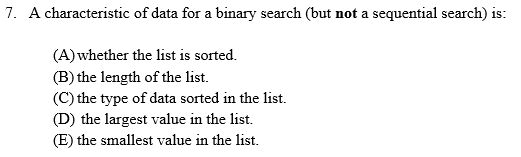 7. A characteristic of data for a binary search (but not a sequential search) is:
(A) whether the list is sorted.
(B) the length of the list.
(C) the type of data sorted in the list.
(D) the largest value in the list.
(E) the smallest value in the list.